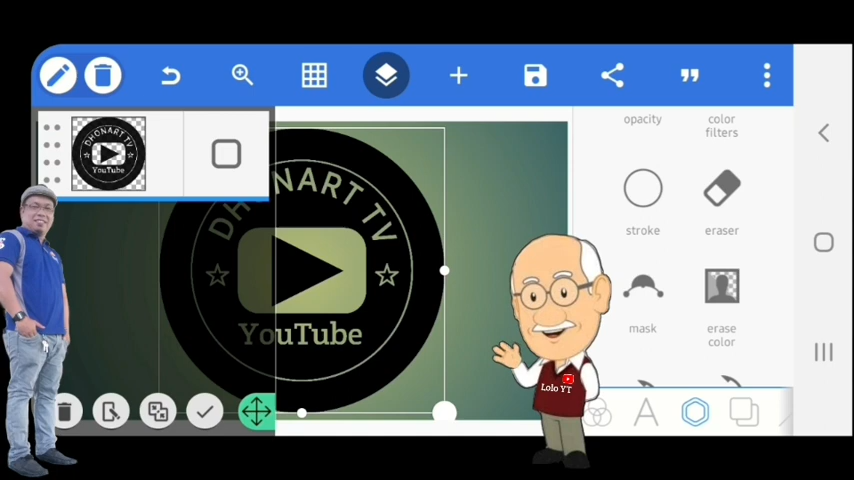 opacity
color
filters
DHONART TV
YouTube
DHONART TV
YouTube
stroke
eraser
mask
erase
color
Lolo YT
A